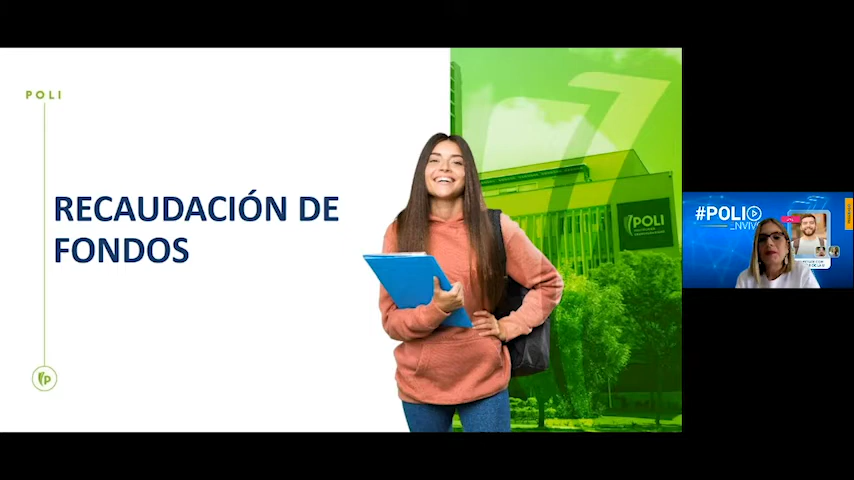 POLI
RECAUDACIÓN DE
FONDOS
POLI
#POLI